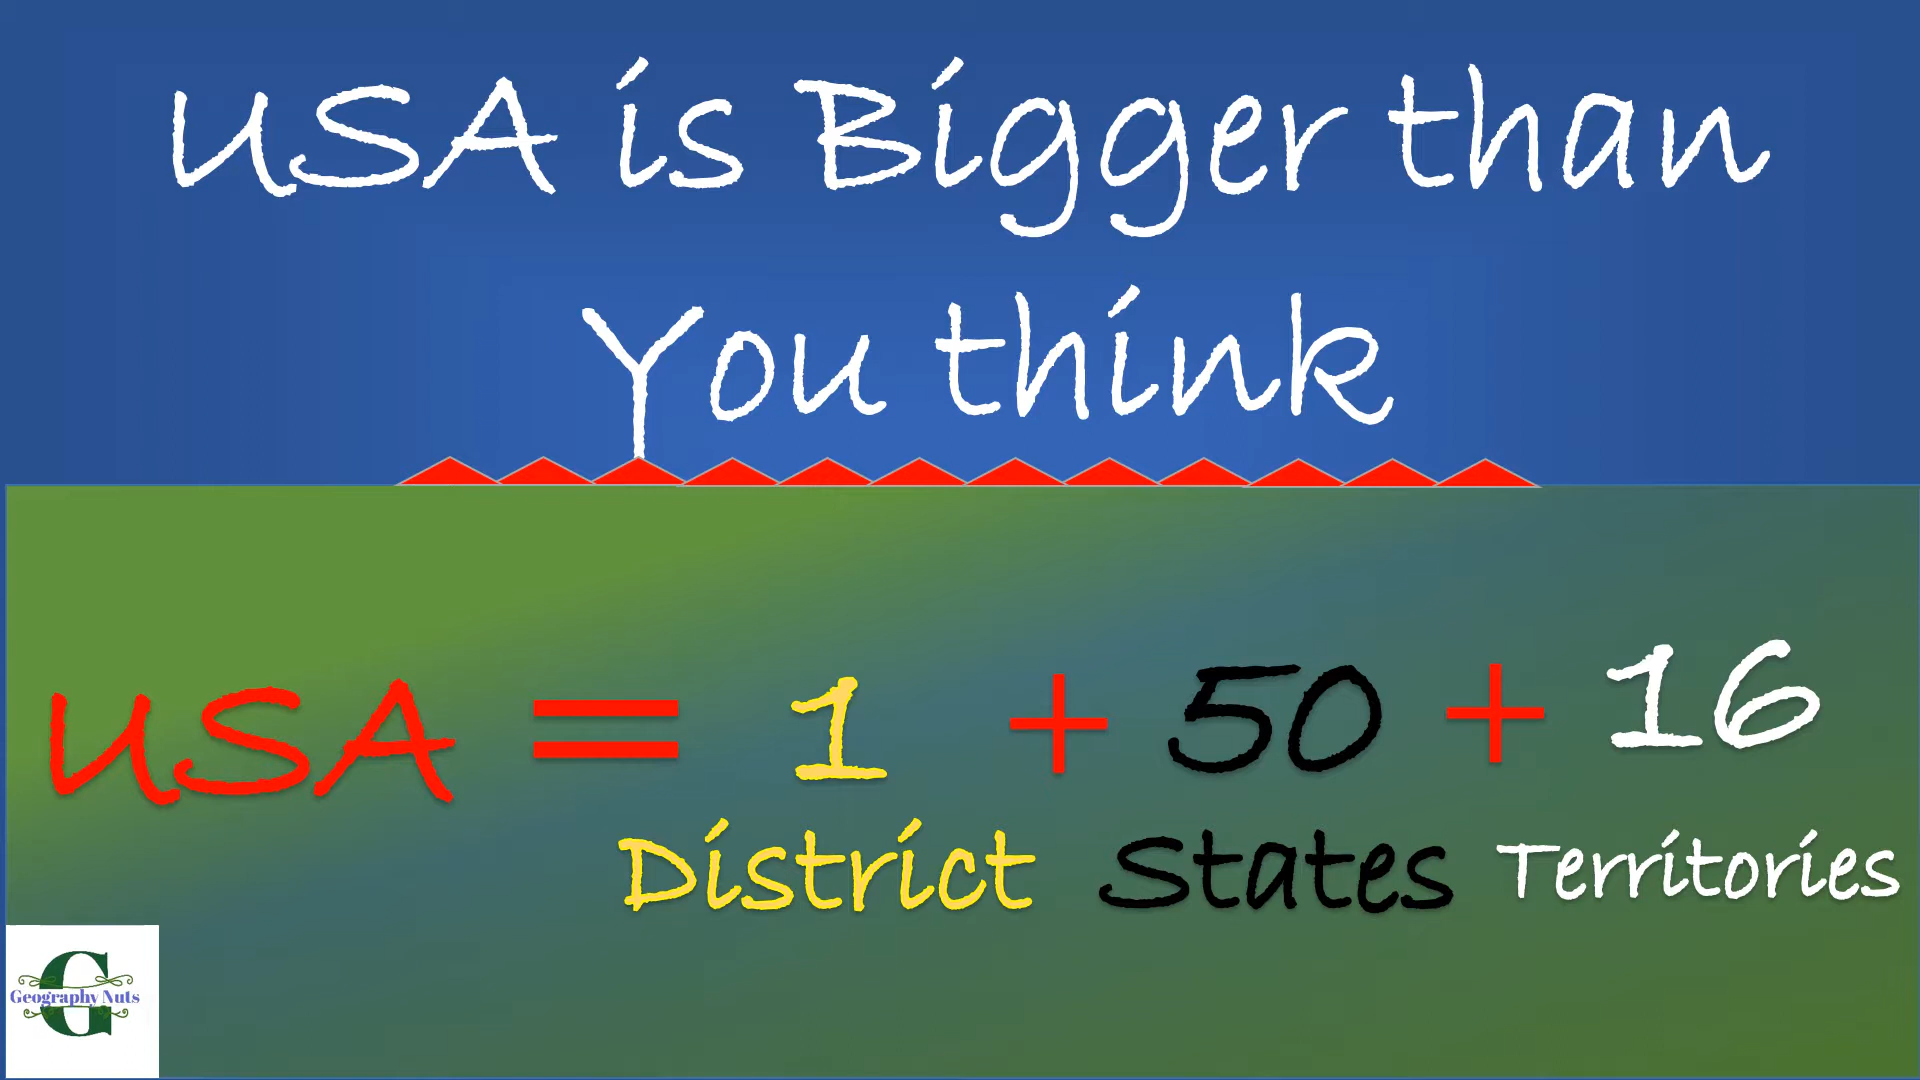 USA is Bigger than
You think
USA = 1 + 50 + 16
District States Territories
G
Geography Nuts